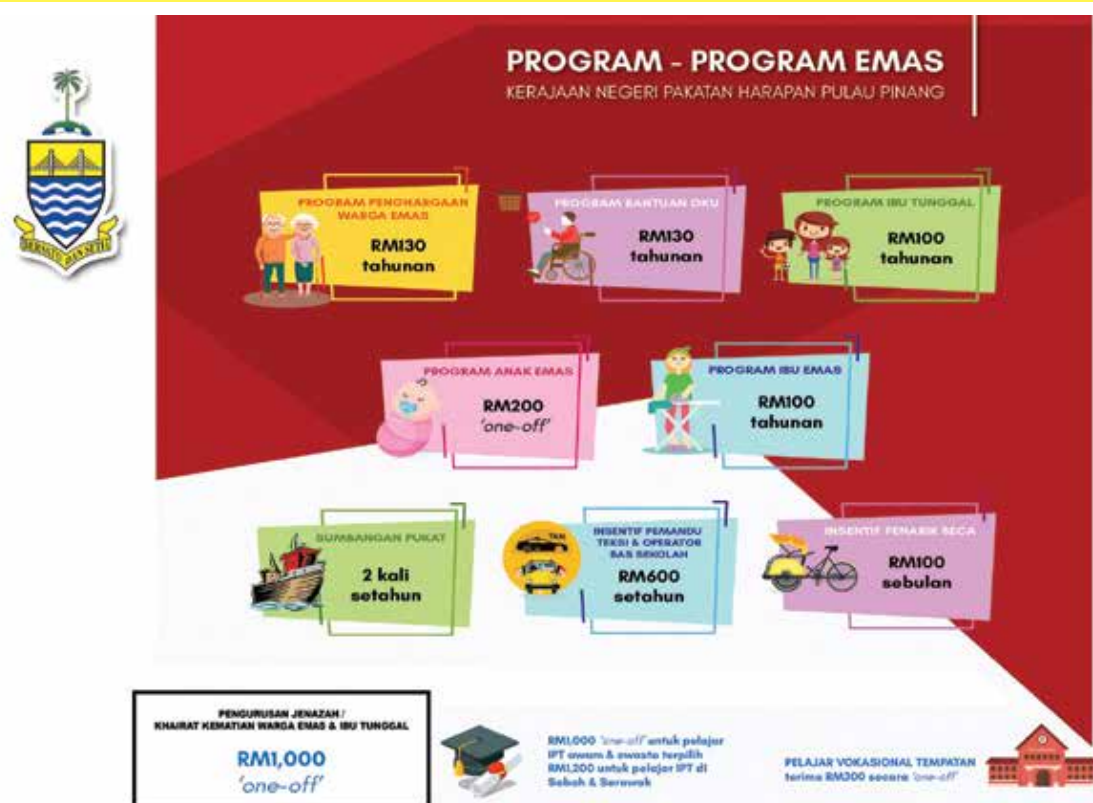 PROGRAM - PROGRAM EMAS
KERAJAAN NEGERI PAKATAN HARAPAN PULAU PINANG
BERSATU DAN SETIA
PROGRAM PENGHARGAAN
WARGA EMAS
RM130
tahunan
PROGRAM BANTUAN OKU
RM130
tahunan
PROGRAM IBU TUNGGAL
RM100
tahunan
PROGRAM ANAK EMAS
RM200
'one-off'
PROGRAM IBU EMAS
RM100
tahunan
SUMBANGAN PUKAT
2 kali
setahun
TAXI
INSENTIF PEMANDU
TEKSI & OPERATOR
BAS SEKOLAH
RM600
setahun
INSENTIF PENARIK BECA
RM100
sebulan
PENGURUSAN JENAZAH /
KHAIRAT KEMATIAN WARGA EMAS & IBU TUNGGAL
RM1,000
'one-off'
RM1,000 'one-off' untuk pelajar
IPT awam & swasta terpilih
RM1,200 untuk pelajar IPT di
Sabah & Sarawak
PELAJAR VOKASIONAL TEMPATAN
terima RM300 secara 'one-off'